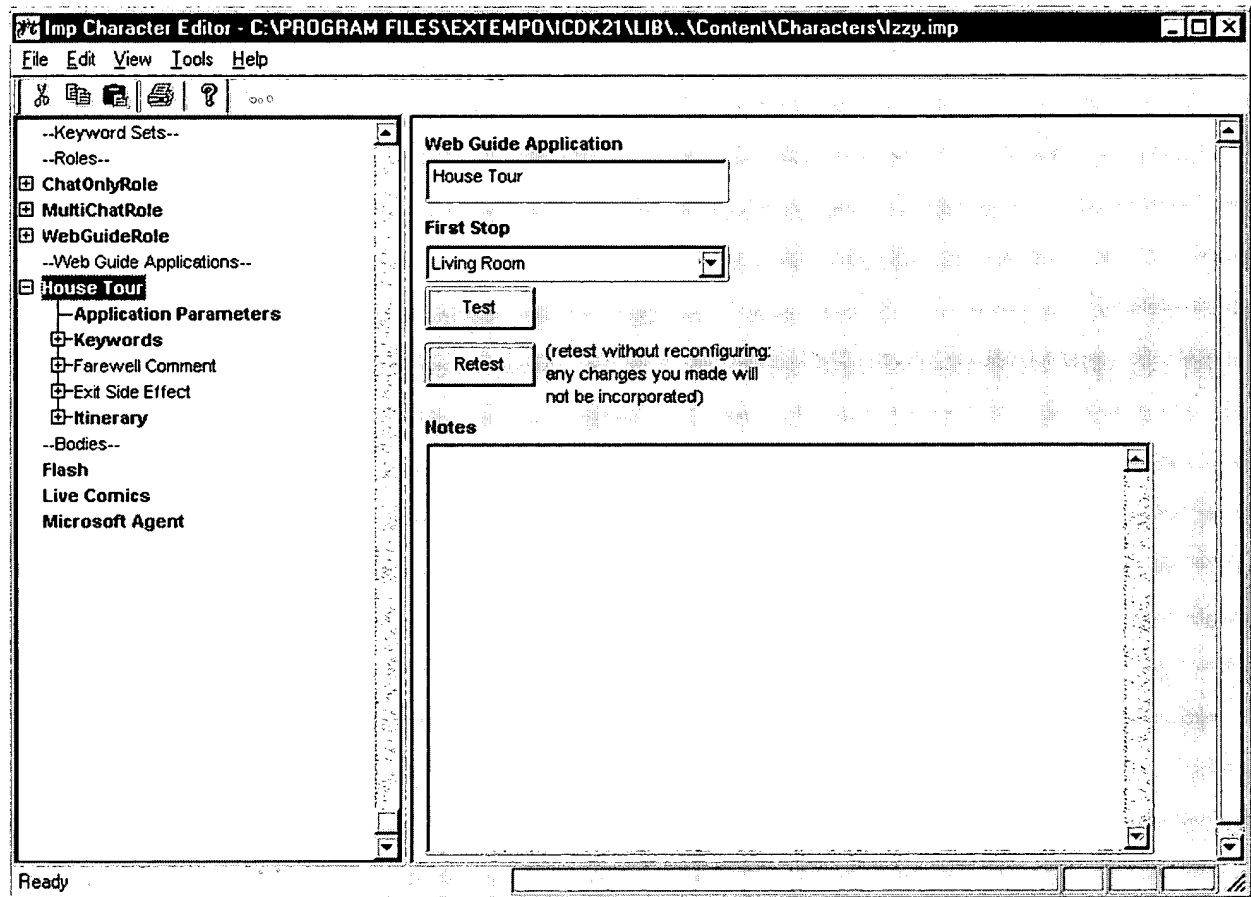 Imp Character Editor - C:\PROGRAM FILES\EXTEMPO\ICDK21\LIB\..\Content\Characters\Izzy.imp
File Edit View Tools Help
--Keyword Sets--
--Roles--
ChatOnlyRole
MultiChatRole
WebGuideRole
--Web Guide Applications--
House Tour
Application Parameters
Keywords
Farewell Comment
Exit Side Effect
Itinerary
--Bodies--
Flash
Live Comics
Microsoft Agent
Web Guide Application
House Tour
First Stop
Living Room
Test
Retest
(retest without reconfiguring;
any changes you made will
not be incorporated)
Notes
Ready